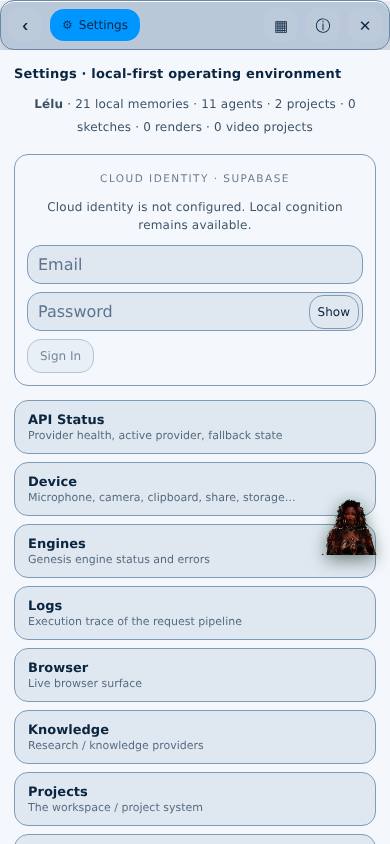 ‹ ⚙ Settings ▦ ⓘ ✕
Settings · local-first operating environment
Lélu · 21 local memories · 11 agents · 2 projects · 0
sketches · 0 renders · 0 video projects
CLOUD IDENTITY · SUPABASE
Cloud identity is not configured. Local cognition
remains available.
Email
Password Show
Sign In
API Status
Provider health, active provider, fallback state
Device
Microphone, camera, clipboard, share, storage…
Engines
Genesis engine status and errors
Logs
Execution trace of the request pipeline
Browser
Live browser surface
Knowledge
Research / knowledge providers
Projects
The workspace / project system